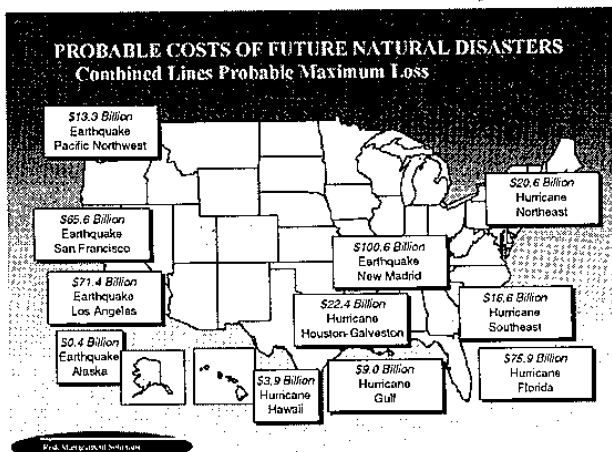 PROBABLE COSTS OF FUTURE NATURAL DISASTERS
Combined Lines Probable Maximum Loss
$13.3 Billion
Earthquake
Pacific Northwest
$20.6 Billion
Hurricane
Northeast
$65.6 Billion
Earthquake
San Francisco
$100.6 Billion
Earthquake
New Madrid
$71.4 Billion
Earthquake
Los Angeles
$22.4 Billion
Hurricane
Houston-Galveston
$16.6 Billion
Hurricane
Southeast
$0.4 Billion
Earthquake
Alaska
$3.9 Billion
Hurricane
Hawaii
$9.0 Billion
Hurricane
Gulf
$75.9 Billion
Hurricane
Florida
Risk Management Solutions